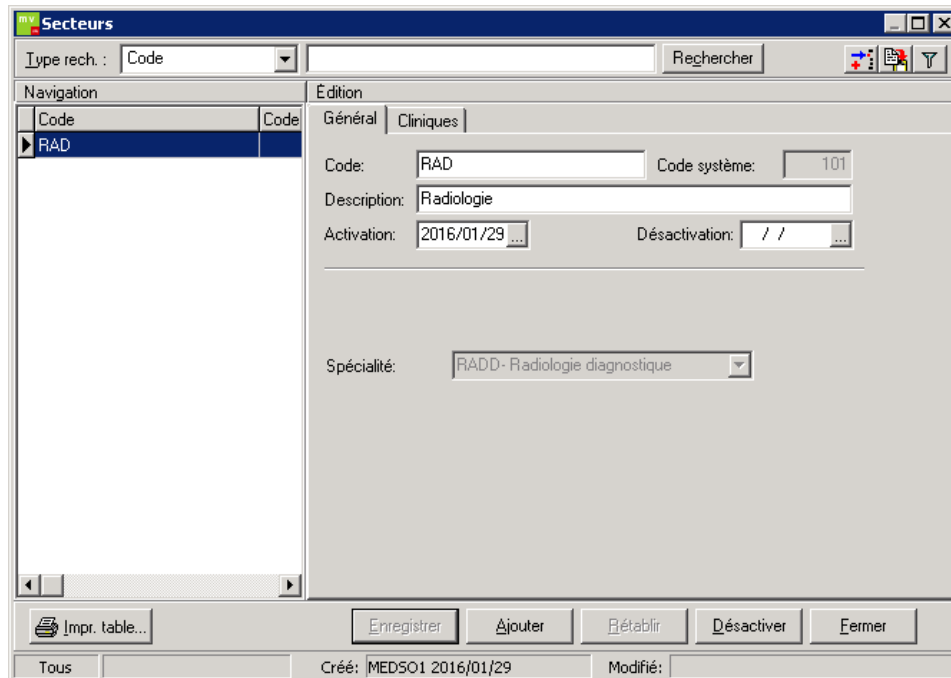 mv Secteurs
Type rech. : Code Rechercher
Navigation Édition
Code Code Général Cliniques
RAD
Code: RAD Code système: 101
Description: Radiologie
Activation: 2016/01/29 ... Désactivation: / / ...
Spécialité: RADD- Radiologie diagnostique
Impr. table... Enregistrer Ajouter Rétablir Désactiver Fermer
Tous Créé: MEDSO1 2016/01/29 Modifié: